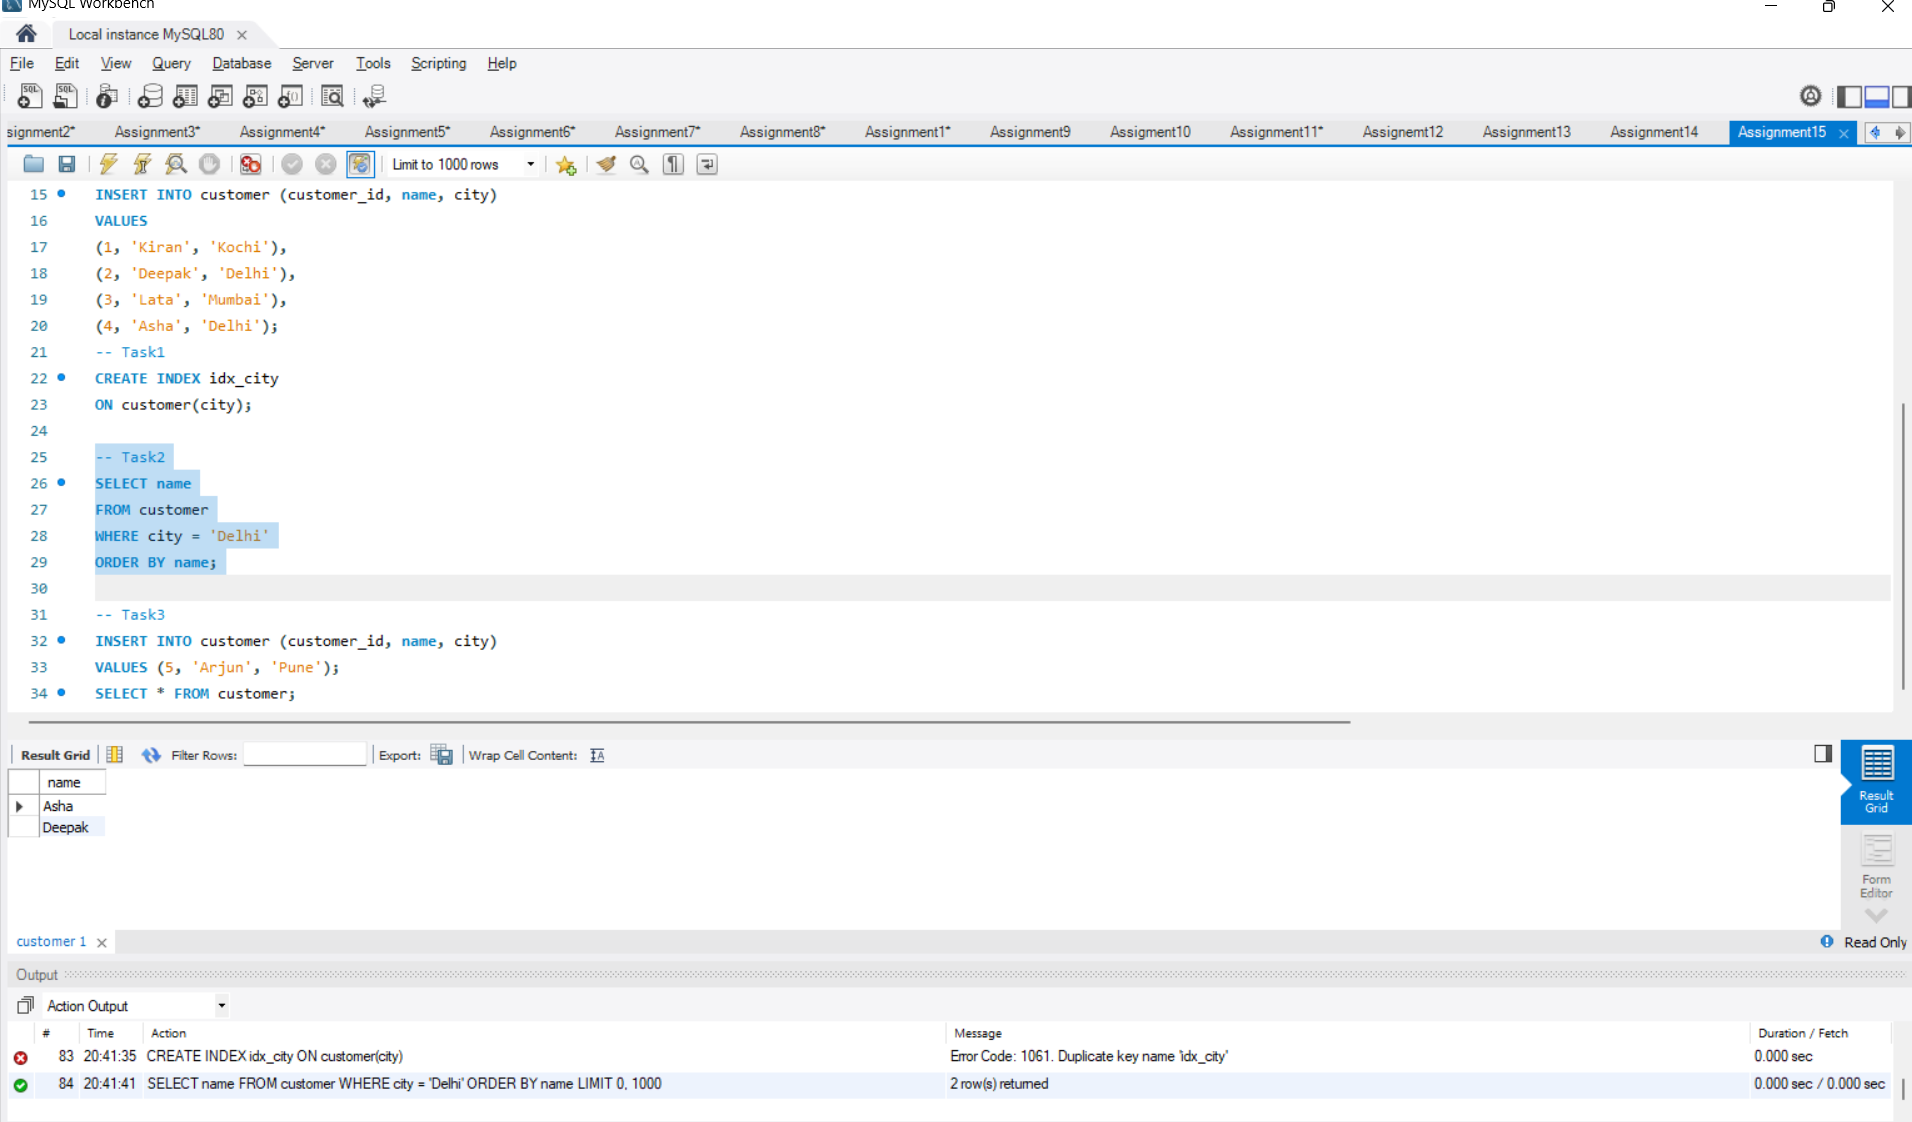 MySQL Workbench
Local instance MySQL80
File Edit View Query Database Server Tools Scripting Help
signment2* Assignment3* Assignment4* Assignment5* Assignment6* Assignment7* Assignment8* Assignment1* Assignment9 Assigment10 Assignment11* Assignemt12 Assignment13 Assignment14 Assignment15
Limit to 1000 rows
15 INSERT INTO customer (customer_id, name, city)
16 VALUES
17 (1, 'Kiran', 'Kochi'),
18 (2, 'Deepak', 'Delhi'),
19 (3, 'Lata', 'Mumbai'),
20 (4, 'Asha', 'Delhi');
21 -- Task1
22 CREATE INDEX idx_city
23 ON customer(city);
24
25 -- Task2
26 SELECT name
27 FROM customer
28 WHERE city = 'Delhi'
29 ORDER BY name;
30
31 -- Task3
32 INSERT INTO customer (customer_id, name, city)
33 VALUES (5, 'Arjun', 'Pune');
34 SELECT * FROM customer;
Result Grid Filter Rows: Export: Wrap Cell Content:
name
Asha
Deepak
Result
Grid
Form
Editor
customer 1
Read Only
Output
Action Output
# Time Action Message Duration / Fetch
83 20:41:35 CREATE INDEX idx_city ON customer(city) Error Code: 1061. Duplicate key name 'idx_city' 0.000 sec
84 20:41:41 SELECT name FROM customer WHERE city = 'Delhi' ORDER BY name LIMIT 0, 1000 2 row(s) returned 0.000 sec / 0.000 sec